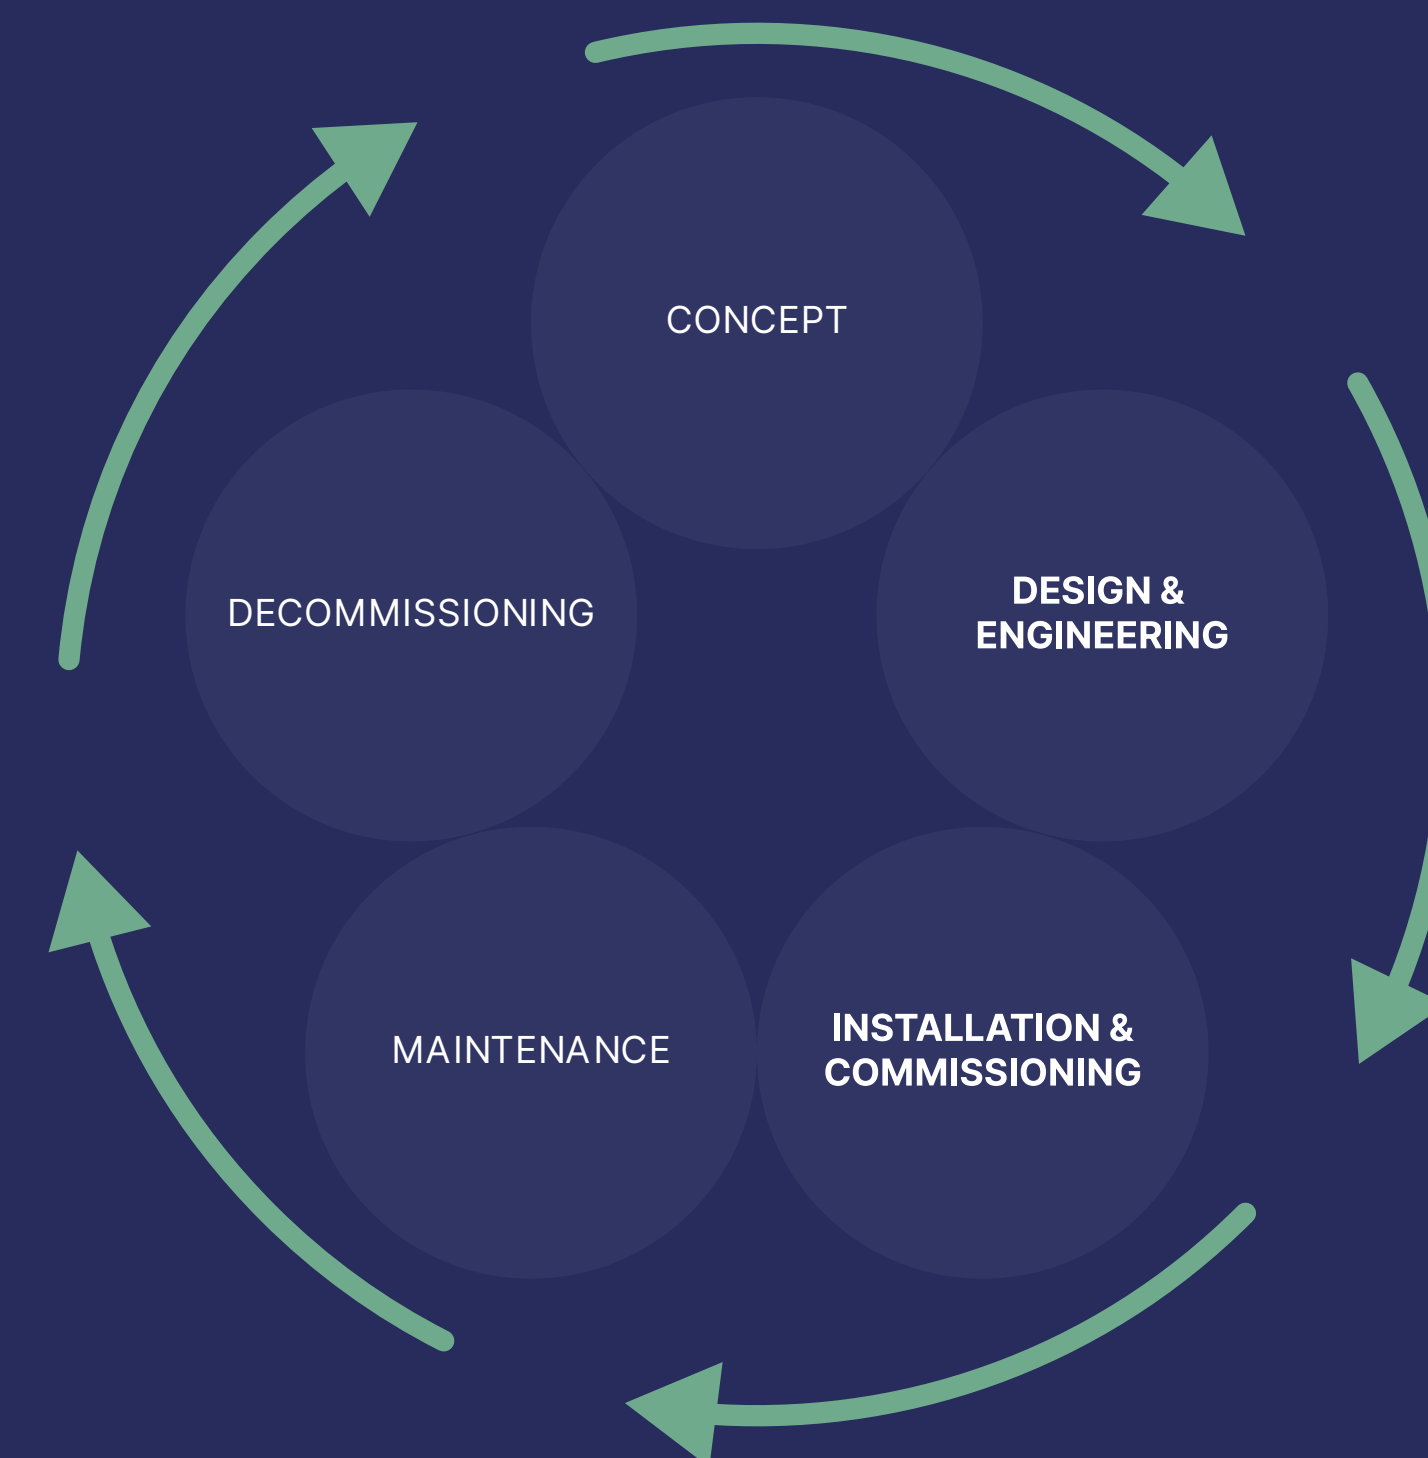 CONCEPT
DECOMMISSIONING
DESIGN &
ENGINEERING
MAINTENANCE
INSTALLATION &
COMMISSIONING